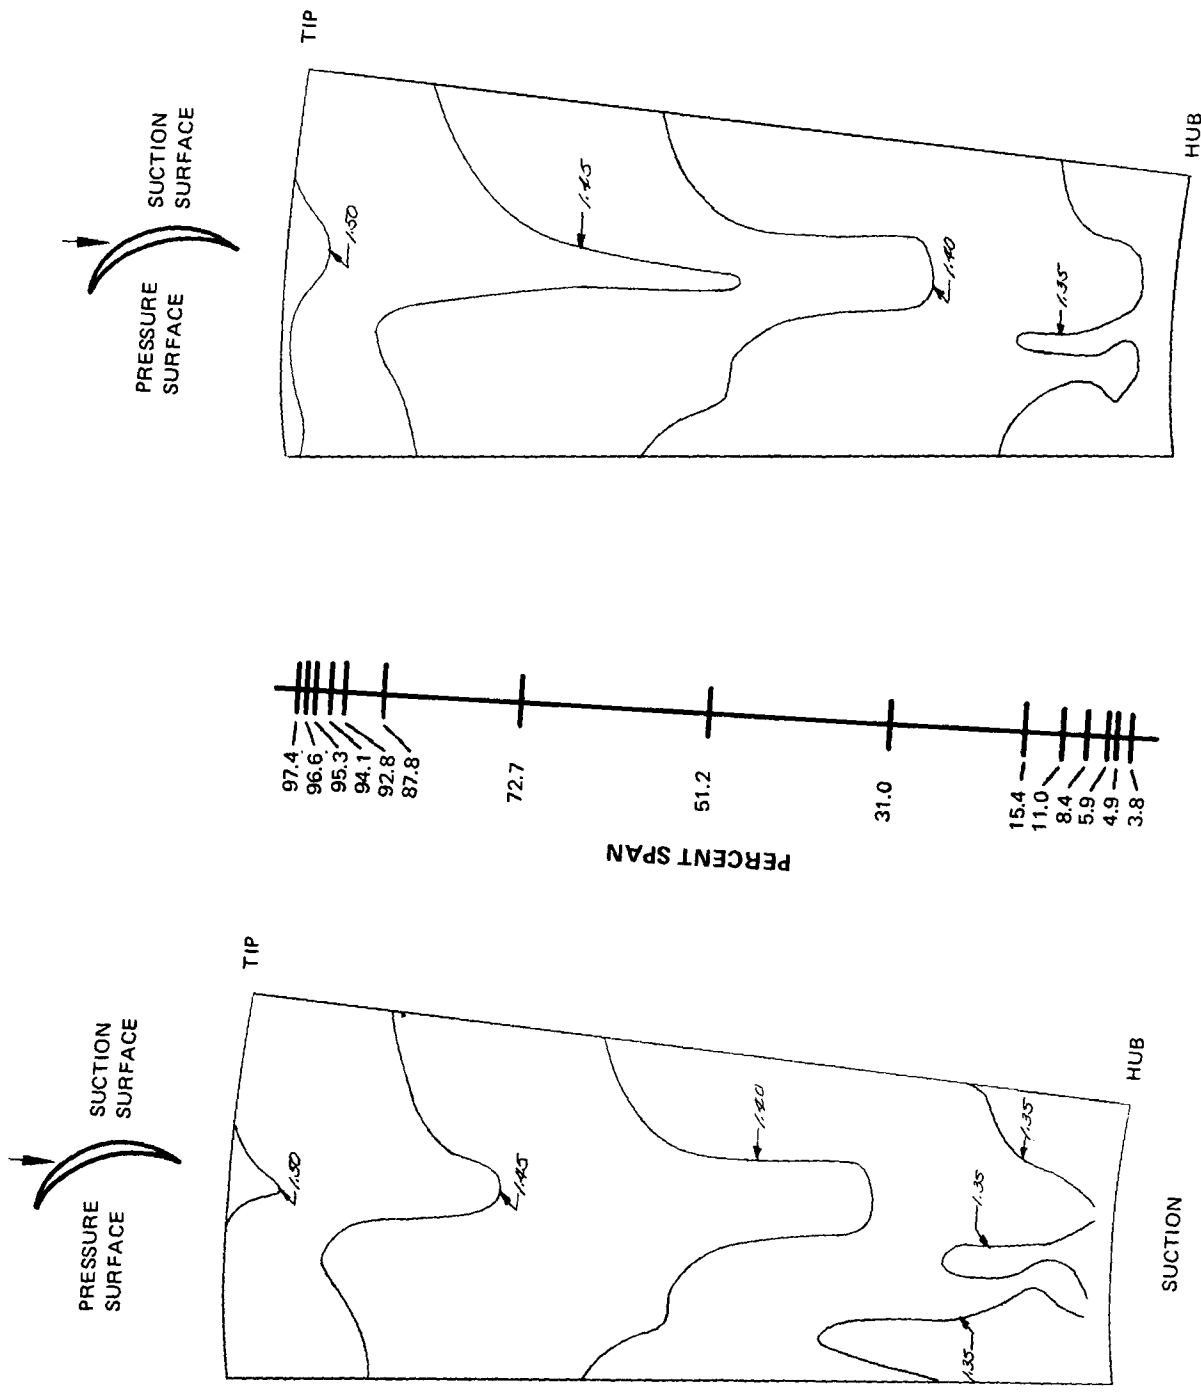 PRESSURE
SURFACE
SUCTION
SURFACE
TIP
1.50
1.45
1.40
1.35
HUB
97.4
96.6
95.3
94.1
92.8
87.8
72.7
51.2
31.0
15.4
11.0
8.4
5.9
4.9
3.8
PERCENT SPAN
PRESSURE
SURFACE
SUCTION
SURFACE
TIP
1.50
1.45
1.40
1.35
1.35
1.35
HUB
SUCTION